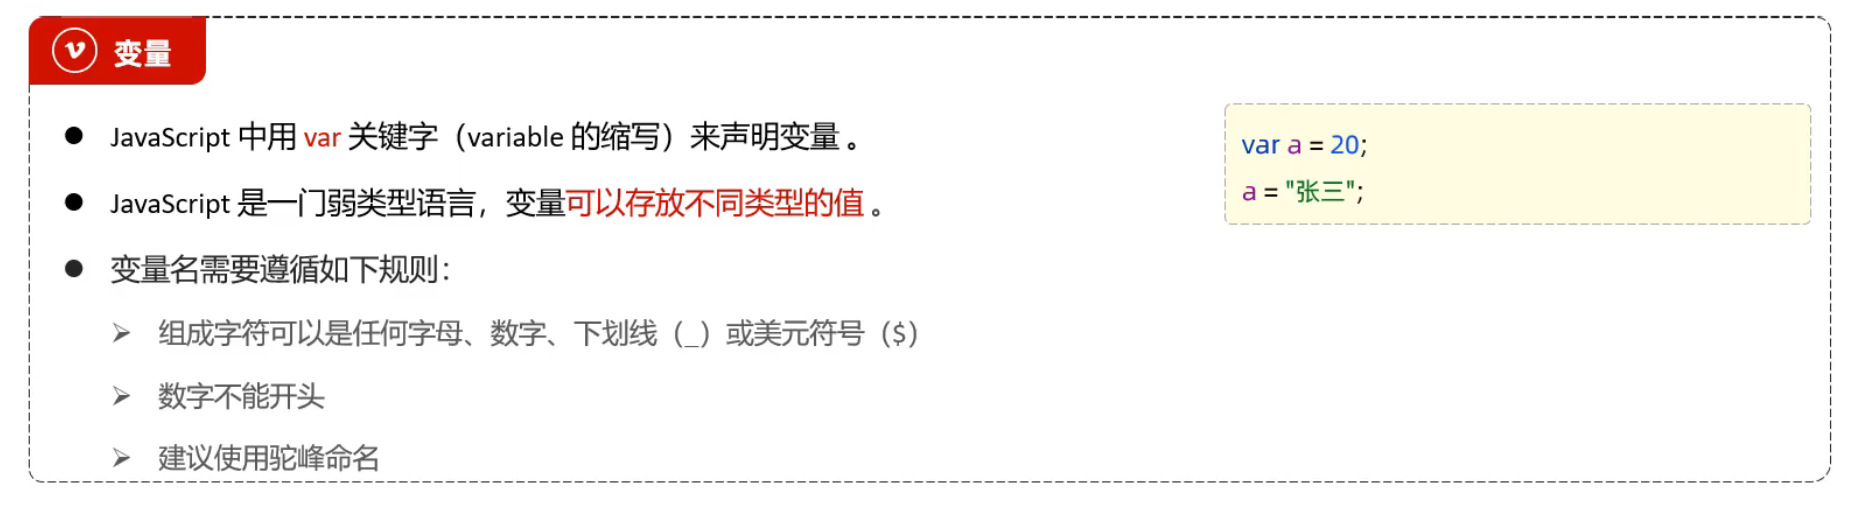 变量
JavaScript 中用 var 关键字（variable 的缩写）来声明变量 。
JavaScript 是一门弱类型语言，变量可以存放不同类型的值 。
变量名需要遵循如下规则：
组成字符可以是任何字母、数字、下划线（_）或美元符号（$）
数字不能开头
建议使用驼峰命名
var a = 20;
a = "张三";